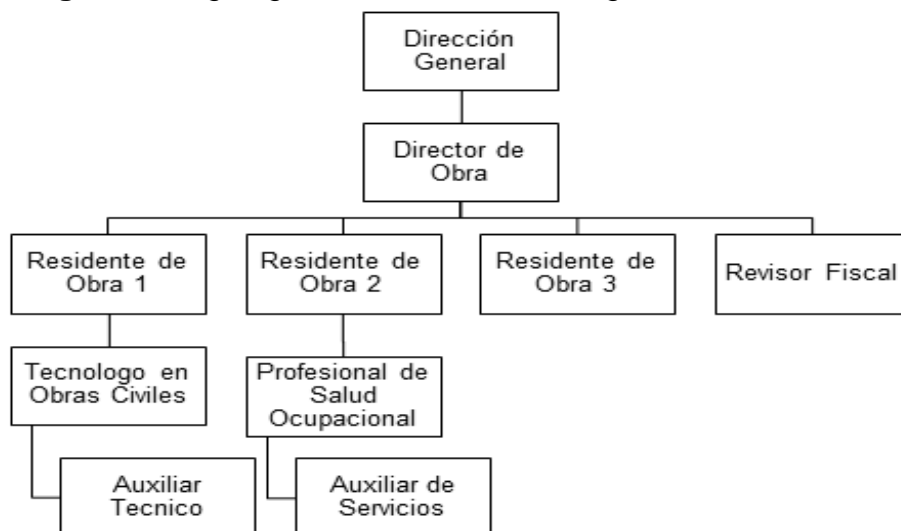 Dirección
General
Director de
Obra
Residente de
Obra 1
Residente de
Obra 2
Residente de
Obra 3
Revisor Fiscal
Tecnologo en
Obras Civiles
Profesional de
Salud
Ocupacional
Auxiliar
Tecnico
Auxiliar de
Servicios